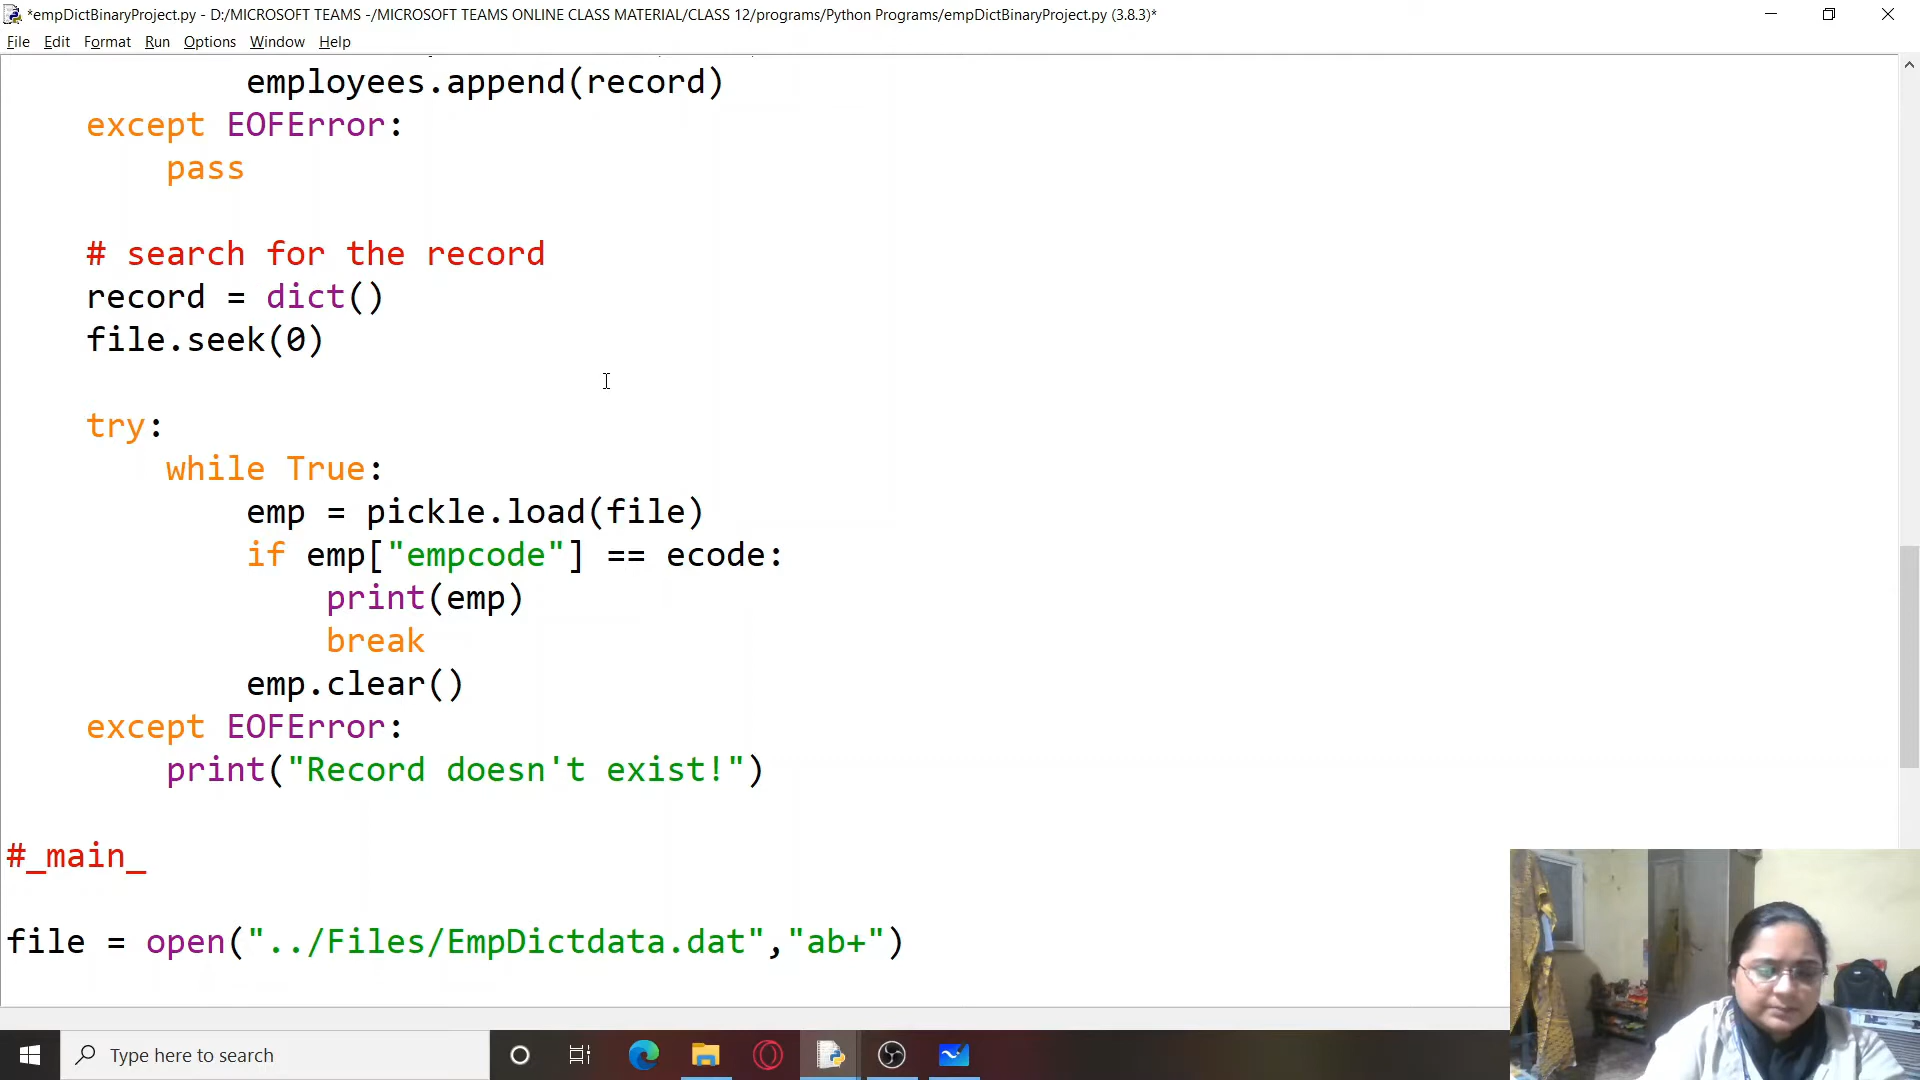 *empDictBinaryProject.py - D:/MICROSOFT TEAMS -/MICROSOFT TEAMS ONLINE CLASS MATERIAL/CLASS 12/programs/Python Programs/empDictBinaryProject.py (3.8.3)*
File Edit Format Run Options Window Help
employees.append(record)
except EOFError:
pass
# search for the record
record = dict()
file.seek(0)
try:
while True:
emp = pickle.load(file)
if emp["empcode"] == ecode:
print(emp)
break
emp.clear()
except EOFError:
print("Record doesn't exist!")
#_main_
file = open("../Files/EmpDictdata.dat","ab+")
Type here to search